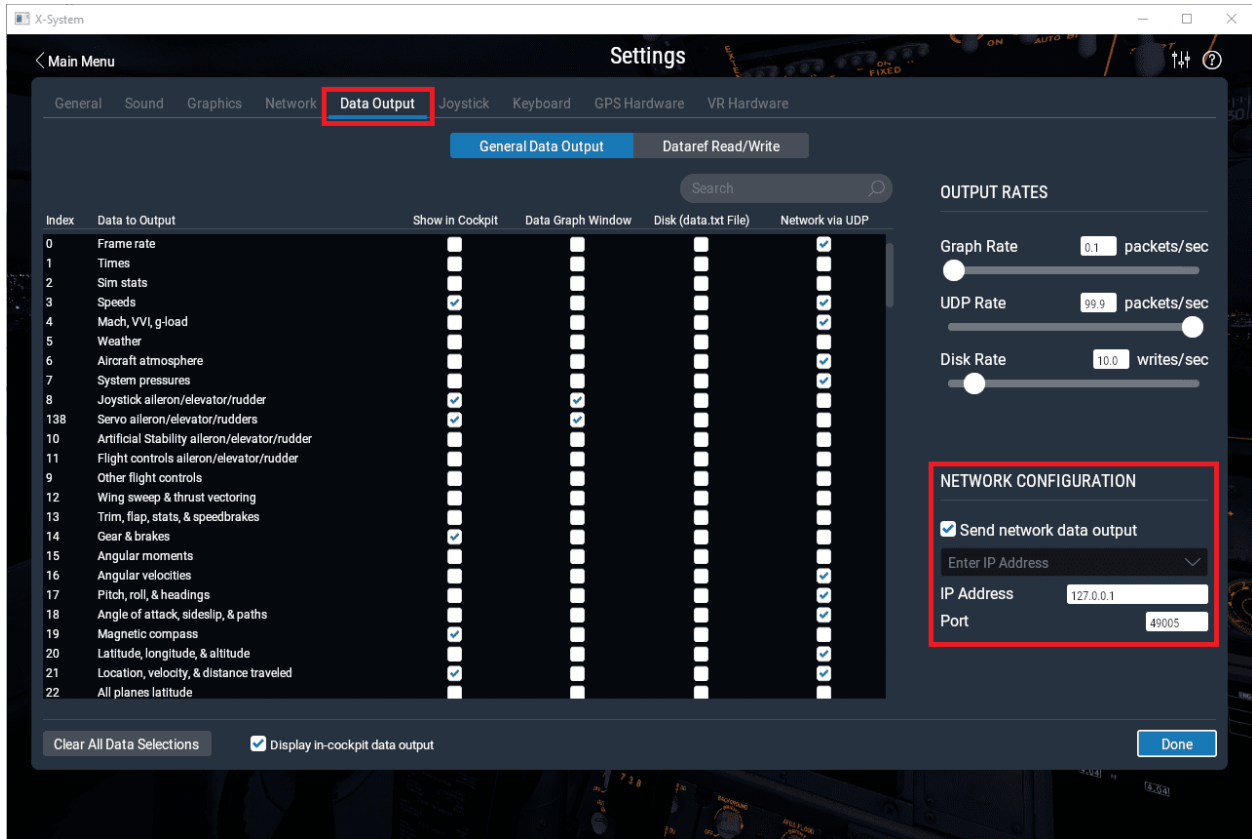 X-System
ON AUTO
FIXED ON
Main Menu Settings
General Sound Graphics Network Data Output Joystick Keyboard GPS Hardware VR Hardware
General Data Output Dataref Read/Write
Search
OUTPUT RATES
Index Data to Output Show in Cockpit Data Graph Window Disk (data.txt File) Network via UDP
0 Frame rate
Graph Rate 0.1 packets/sec
1 Times
2 Sim stats
3 Speeds
UDP Rate 99.9 packets/sec
4 Mach, VVI, g-load
5 Weather
6 Aircraft atmosphere
Disk Rate 10.0 writes/sec
7 System pressures
8 Joystick aileron/elevator/rudder
138 Servo aileron/elevator/rudders
10 Artificial Stability aileron/elevator/rudder
11 Flight controls aileron/elevator/rudder
9 Other flight controls
NETWORK CONFIGURATION
12 Wing sweep & thrust vectoring
13 Trim, flap, stats, & speedbrakes
14 Gear & brakes
Send network data output
15 Angular moments
Enter IP Address
16 Angular velocities
17 Pitch, roll, & headings
IP Address 127.0.0.1
18 Angle of attack, sideslip, & paths
Port 49005
19 Magnetic compass
20 Latitude, longitude, & altitude
21 Location, velocity, & distance traveled
22 All planes latitude
Clear All Data Selections Display in-cockpit data output Done